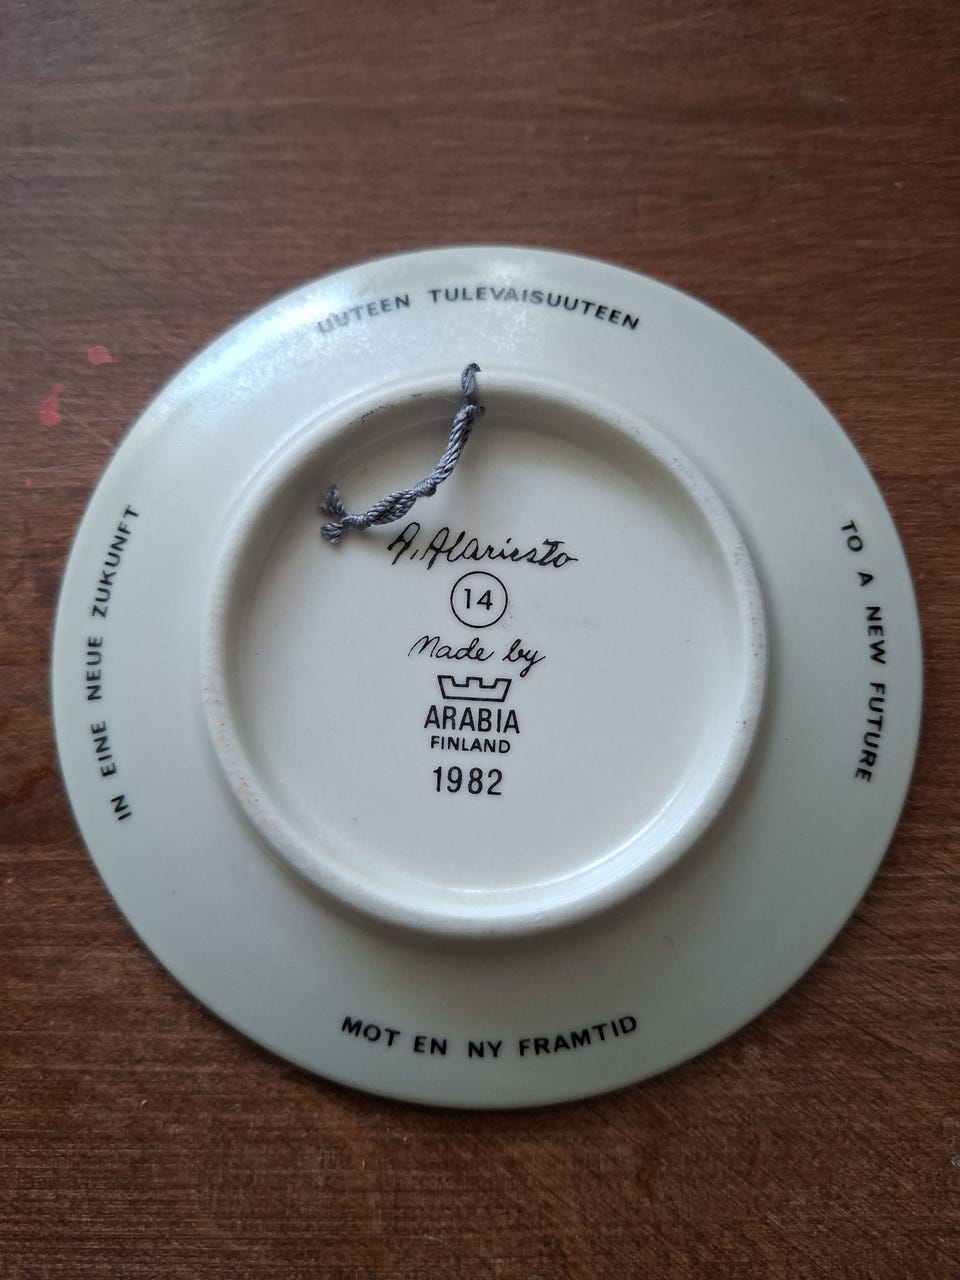 UUTEEN TULEVAISUUTEEN
TO A NEW FUTURE
MOT EN NY FRAMTID
IN EINE NEUE ZUKUNFT
A. Alariesto
14
Made by
ARABIA
FINLAND
1982